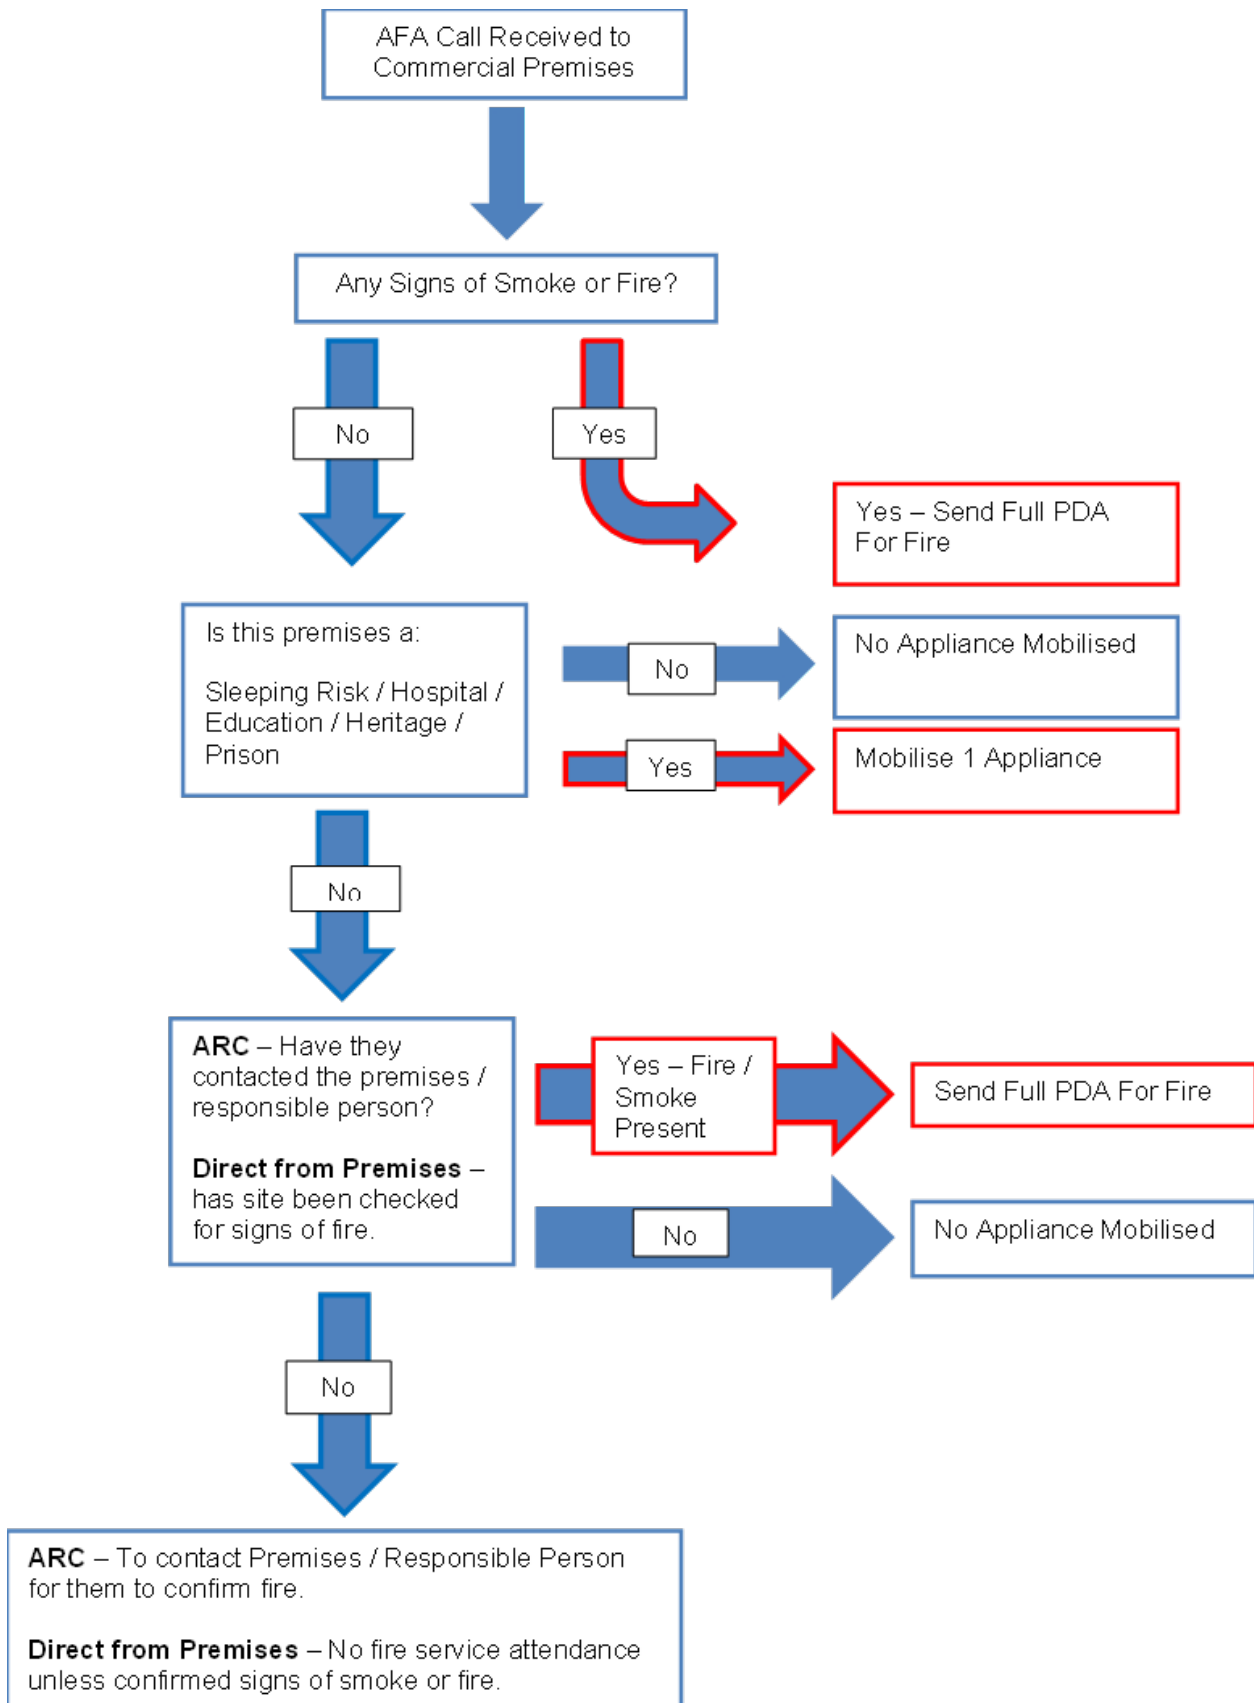 AFA Call Received to
Commercial Premises
Any Signs of Smoke or Fire?
No
Yes
Yes – Send Full PDA
For Fire
Is this premises a:
Sleeping Risk / Hospital /
Education / Heritage /
Prison
No
No Appliance Mobilised
Yes
Mobilise 1 Appliance
No
ARC – Have they
contacted the premises /
responsible person?
Direct from Premises –
has site been checked
for signs of fire.
Yes – Fire /
Smoke
Present
Send Full PDA For Fire
No
No Appliance Mobilised
No
ARC – To contact Premises / Responsible Person
for them to confirm fire.
Direct from Premises – No fire service attendance
unless confirmed signs of smoke or fire.